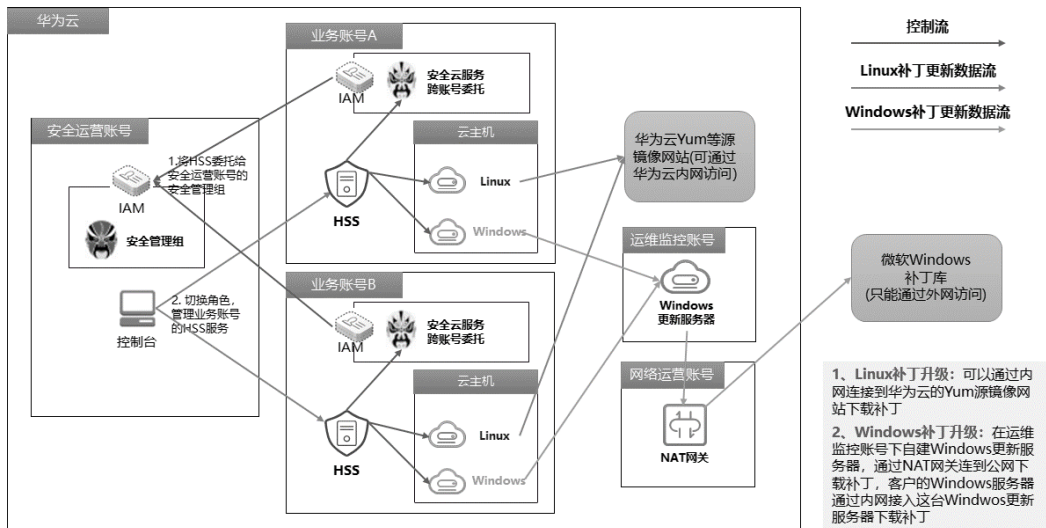 华为云
安全运营账号
IAM
安全管理组
1.将HSS委托给
安全运营账号的
安全管理组
控制台
2. 切换角色，
管理业务账号
的HSS服务
业务账号A
IAM
安全云服务
跨账号委托
HSS
云主机
Linux
Windows
业务账号B
IAM
安全云服务
跨账号委托
HSS
云主机
Linux
Windows
华为云Yum等源
镜像网站(可通过
华为云内网访问)
运维监控账号
Windows
更新服务器
网络运营账号
NAT网关
控制流
Linux补丁更新数据流
Windows补丁更新数据流
微软Windows
补丁库
(只能通过外网访问)
1、Linux补丁升级：可以通过内
网连接到华为云的Yum源镜像网
站下载补丁
2、Windows补丁升级：在运维
监控账号下自建Windows更新服
务器，通过NAT网关连到公网下
载补丁，客户的Windows服务器
通过内网接入这台Windwos更新
服务器下载补丁